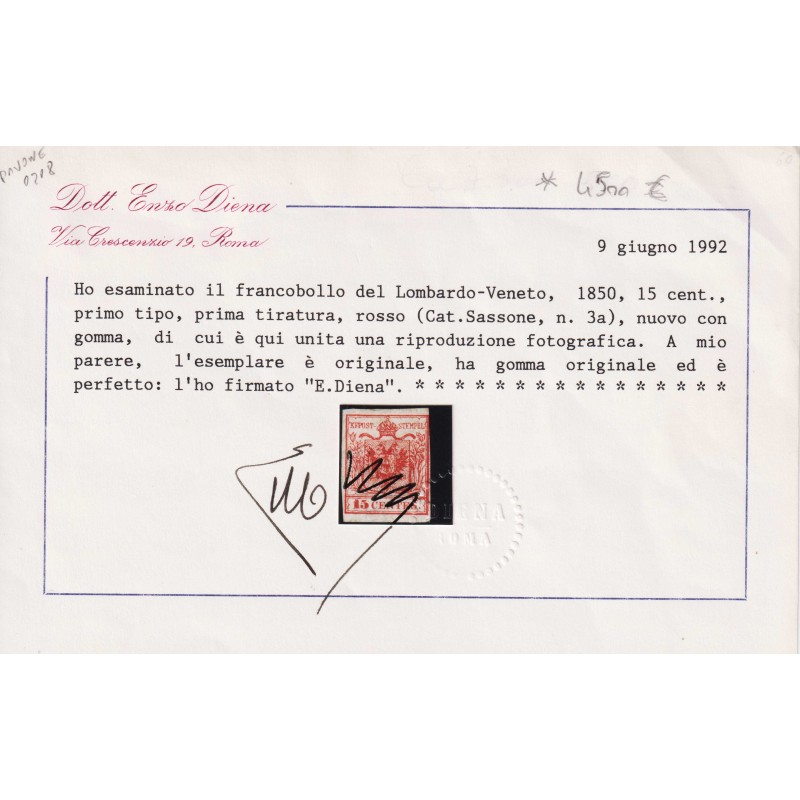 * 4500 €
Dott. Enzo Diena
Via Crescenzio 19, Roma
9 giugno 1992
Ho esaminato il francobollo del Lombardo-Veneto, 1850, 15 cent.,
primo tipo, prima tiratura, rosso (Cat.Sassone, n. 3a), nuovo con
gomma, di cui è qui unita una riproduzione fotografica. A mio
parere, l'esemplare è originale, ha gomma originale ed è
perfetto: l'ho firmato "E.Diena". * * * * * * * * * * * * * * * *
KKPOST-STEMPEL
15 CENTES.
DIENA
ROMA